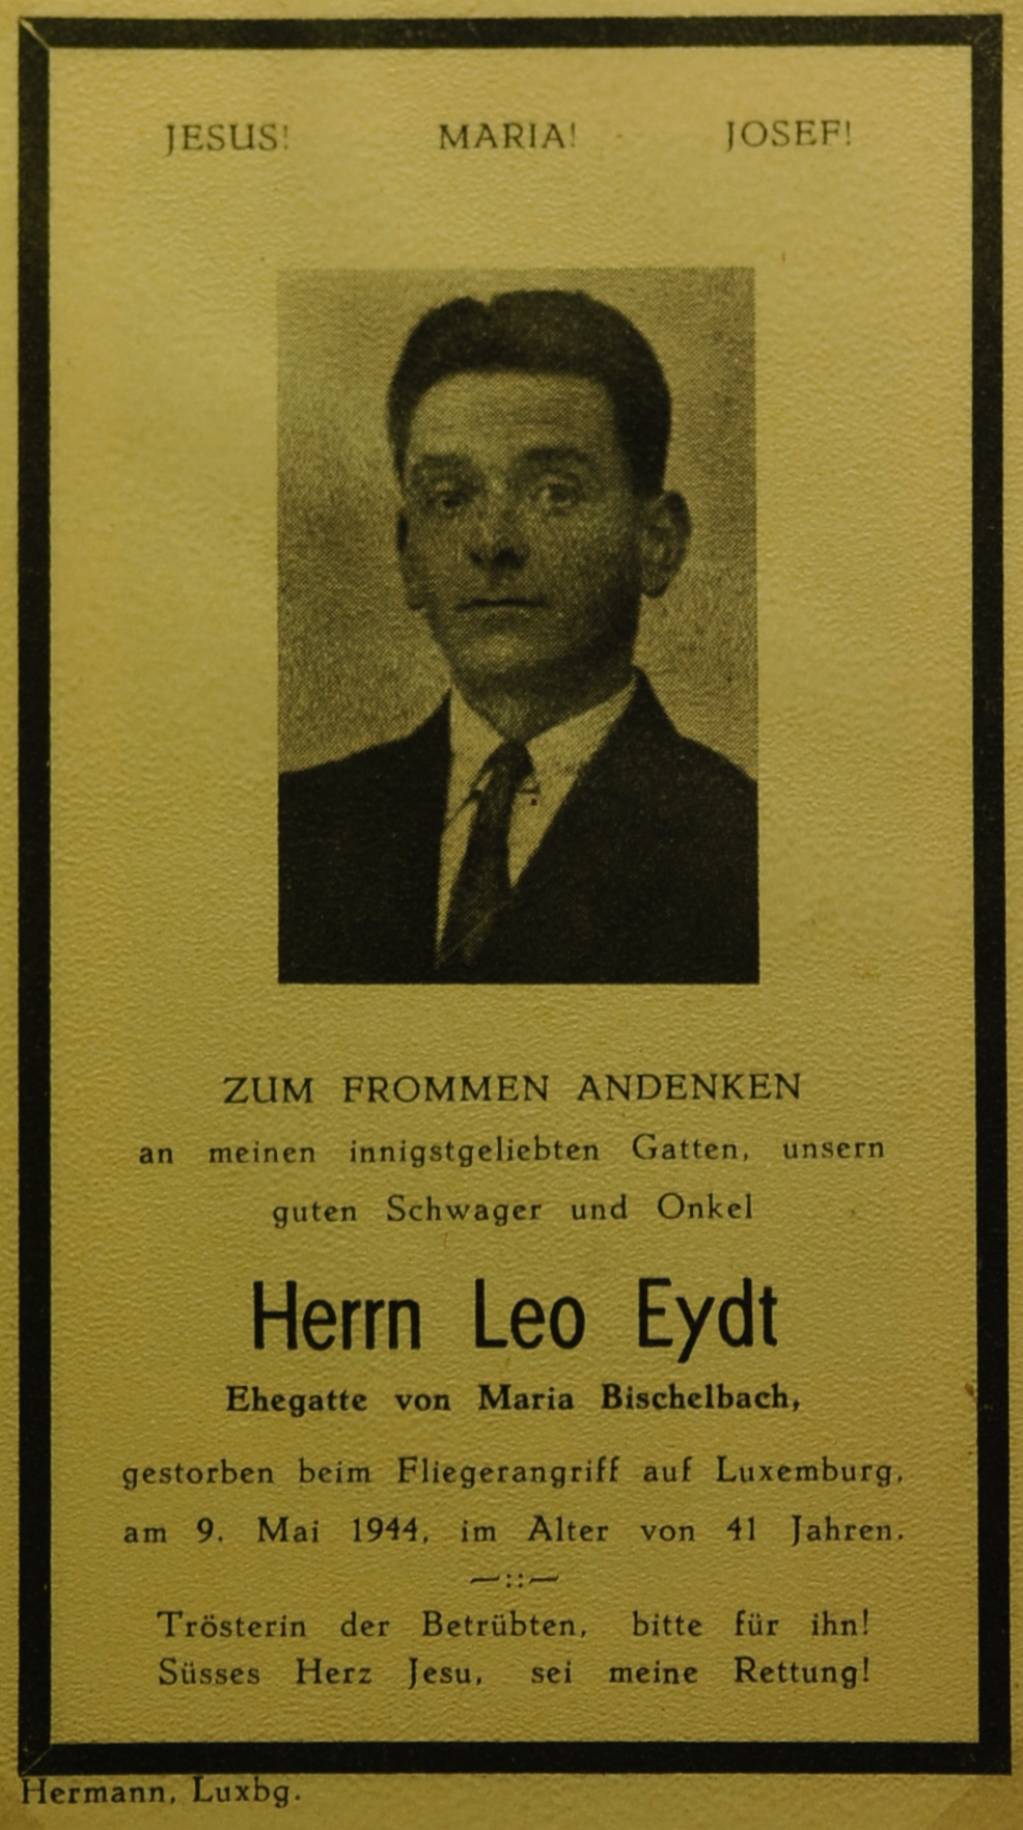 JESUS! MARIA! JOSEF!
ZUM FROMMEN ANDENKEN
an meinen innigstgeliebten Gatten, unsern
guten Schwager und Onkel
Herrn Leo Eydt
Ehegatte von Maria Bischelbach,
gestorben beim Fliegerangriff auf Luxemburg,
am 9. Mai 1944, im Alter von 41 Jahren.
—::—
Trösterin der Betrübten, bitte für ihn!
Süsses Herz Jesu, sei meine Rettung!
Hermann, Luxbg.